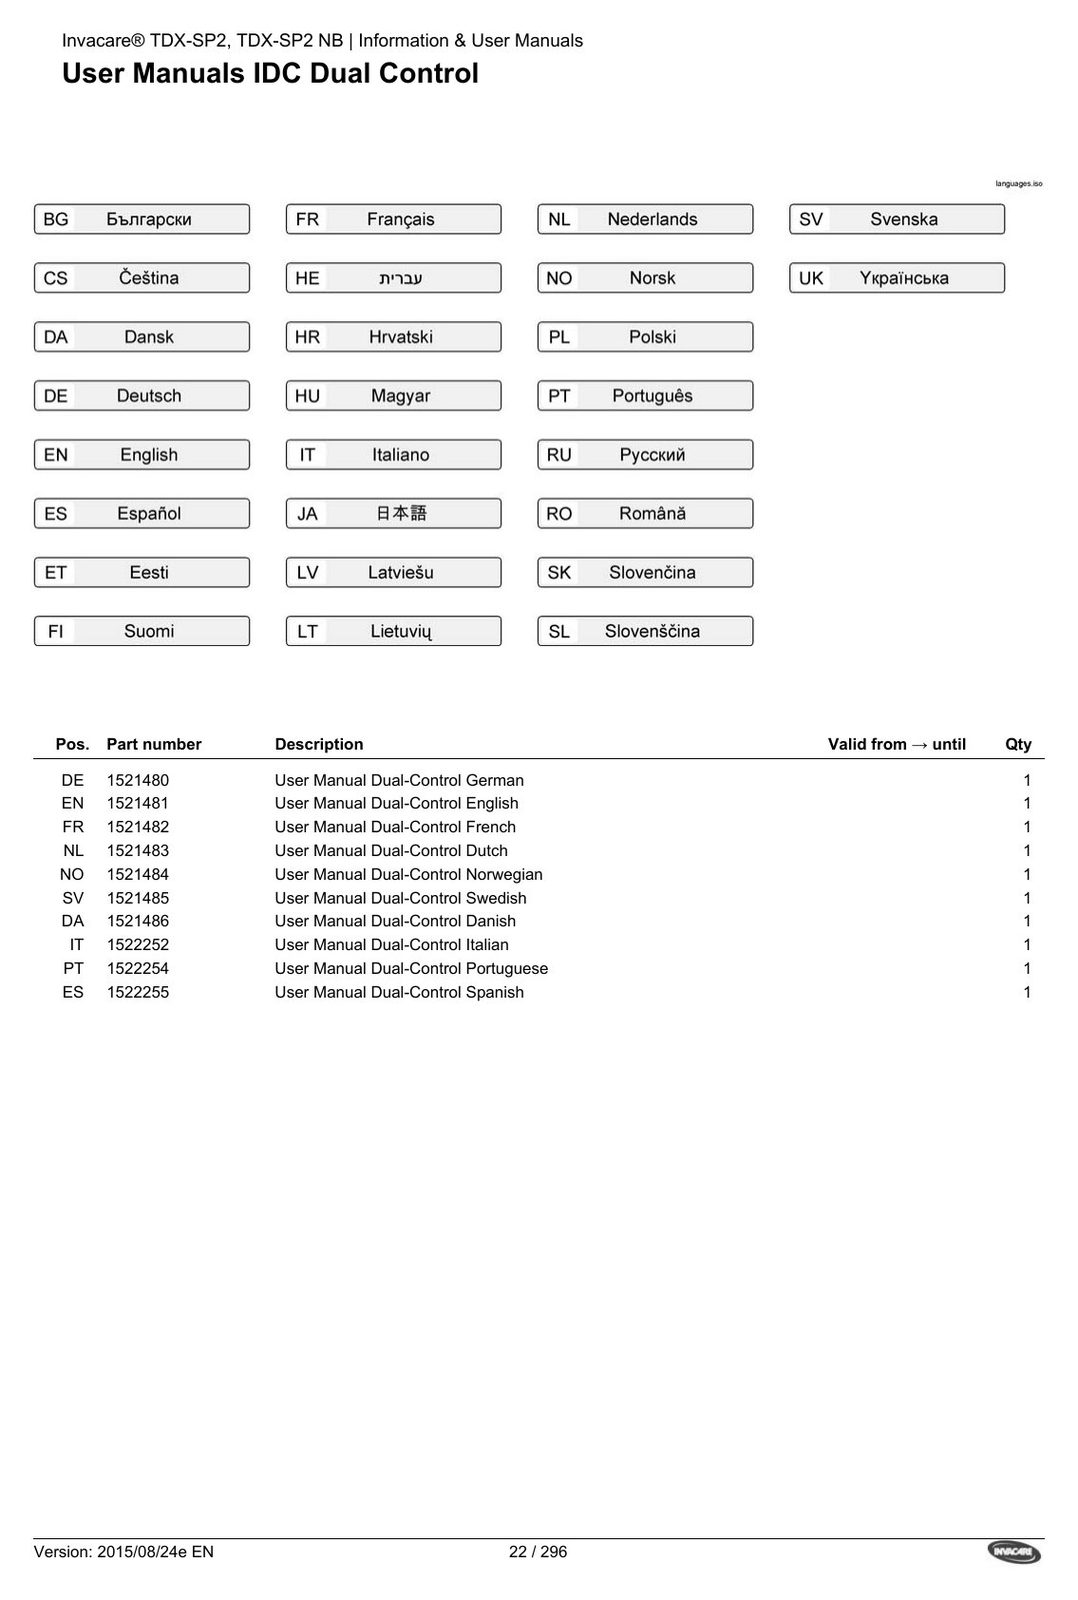 Invacare® TDX-SP2, TDX-SP2 NB | Information & User Manuals
User Manuals IDC Dual Control
languages.iso
BG Български FR Français NL Nederlands SV Svenska
CS Čeština HE עברית NO Norsk UK Yкраїнська
DA Dansk HR Hrvatski PL Polski
DE Deutsch HU Magyar PT Português
EN English IT Italiano RU Русский
ES Español JA 日本語 RO Română
ET Eesti LV Latviešu SK Slovenčina
FI Suomi LT Lietuvių SL Slovenščina
Pos. Part number Description Valid from → until Qty
DE 1521480 User Manual Dual-Control German 1
EN 1521481 User Manual Dual-Control English 1
FR 1521482 User Manual Dual-Control French 1
NL 1521483 User Manual Dual-Control Dutch 1
NO 1521484 User Manual Dual-Control Norwegian 1
SV 1521485 User Manual Dual-Control Swedish 1
DA 1521486 User Manual Dual-Control Danish 1
IT 1522252 User Manual Dual-Control Italian 1
PT 1522254 User Manual Dual-Control Portuguese 1
ES 1522255 User Manual Dual-Control Spanish 1
Version: 2015/08/24e EN 22 / 296 INVACARE